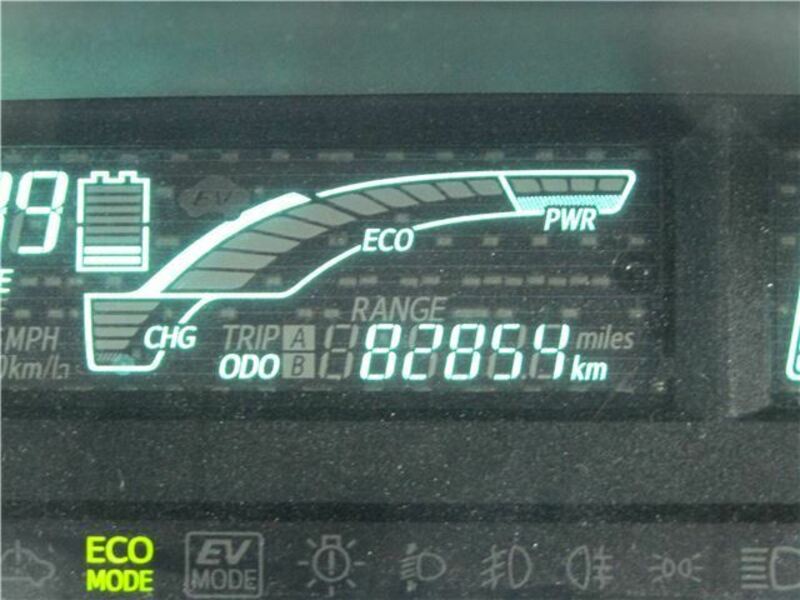 EV
PWR
ECO
RANGE
MPH
CHG
TRIP A
miles
km/
ODO B
82854 km
ECO
MODE
EV
MODE